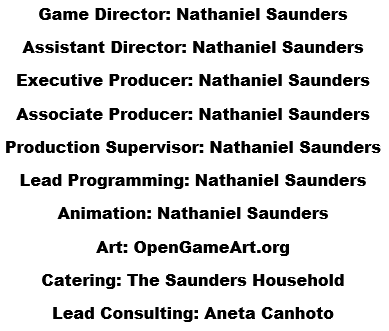 Game Director: Nathaniel Saunders
Assistant Director: Nathaniel Saunders
Executive Producer: Nathaniel Saunders
Associate Producer: Nathaniel Saunders
Production Supervisor: Nathaniel Saunders
Lead Programming: Nathaniel Saunders
Animation: Nathaniel Saunders
Art: OpenGameArt.org
Catering: The Saunders Household
Lead Consulting: Aneta Canhoto